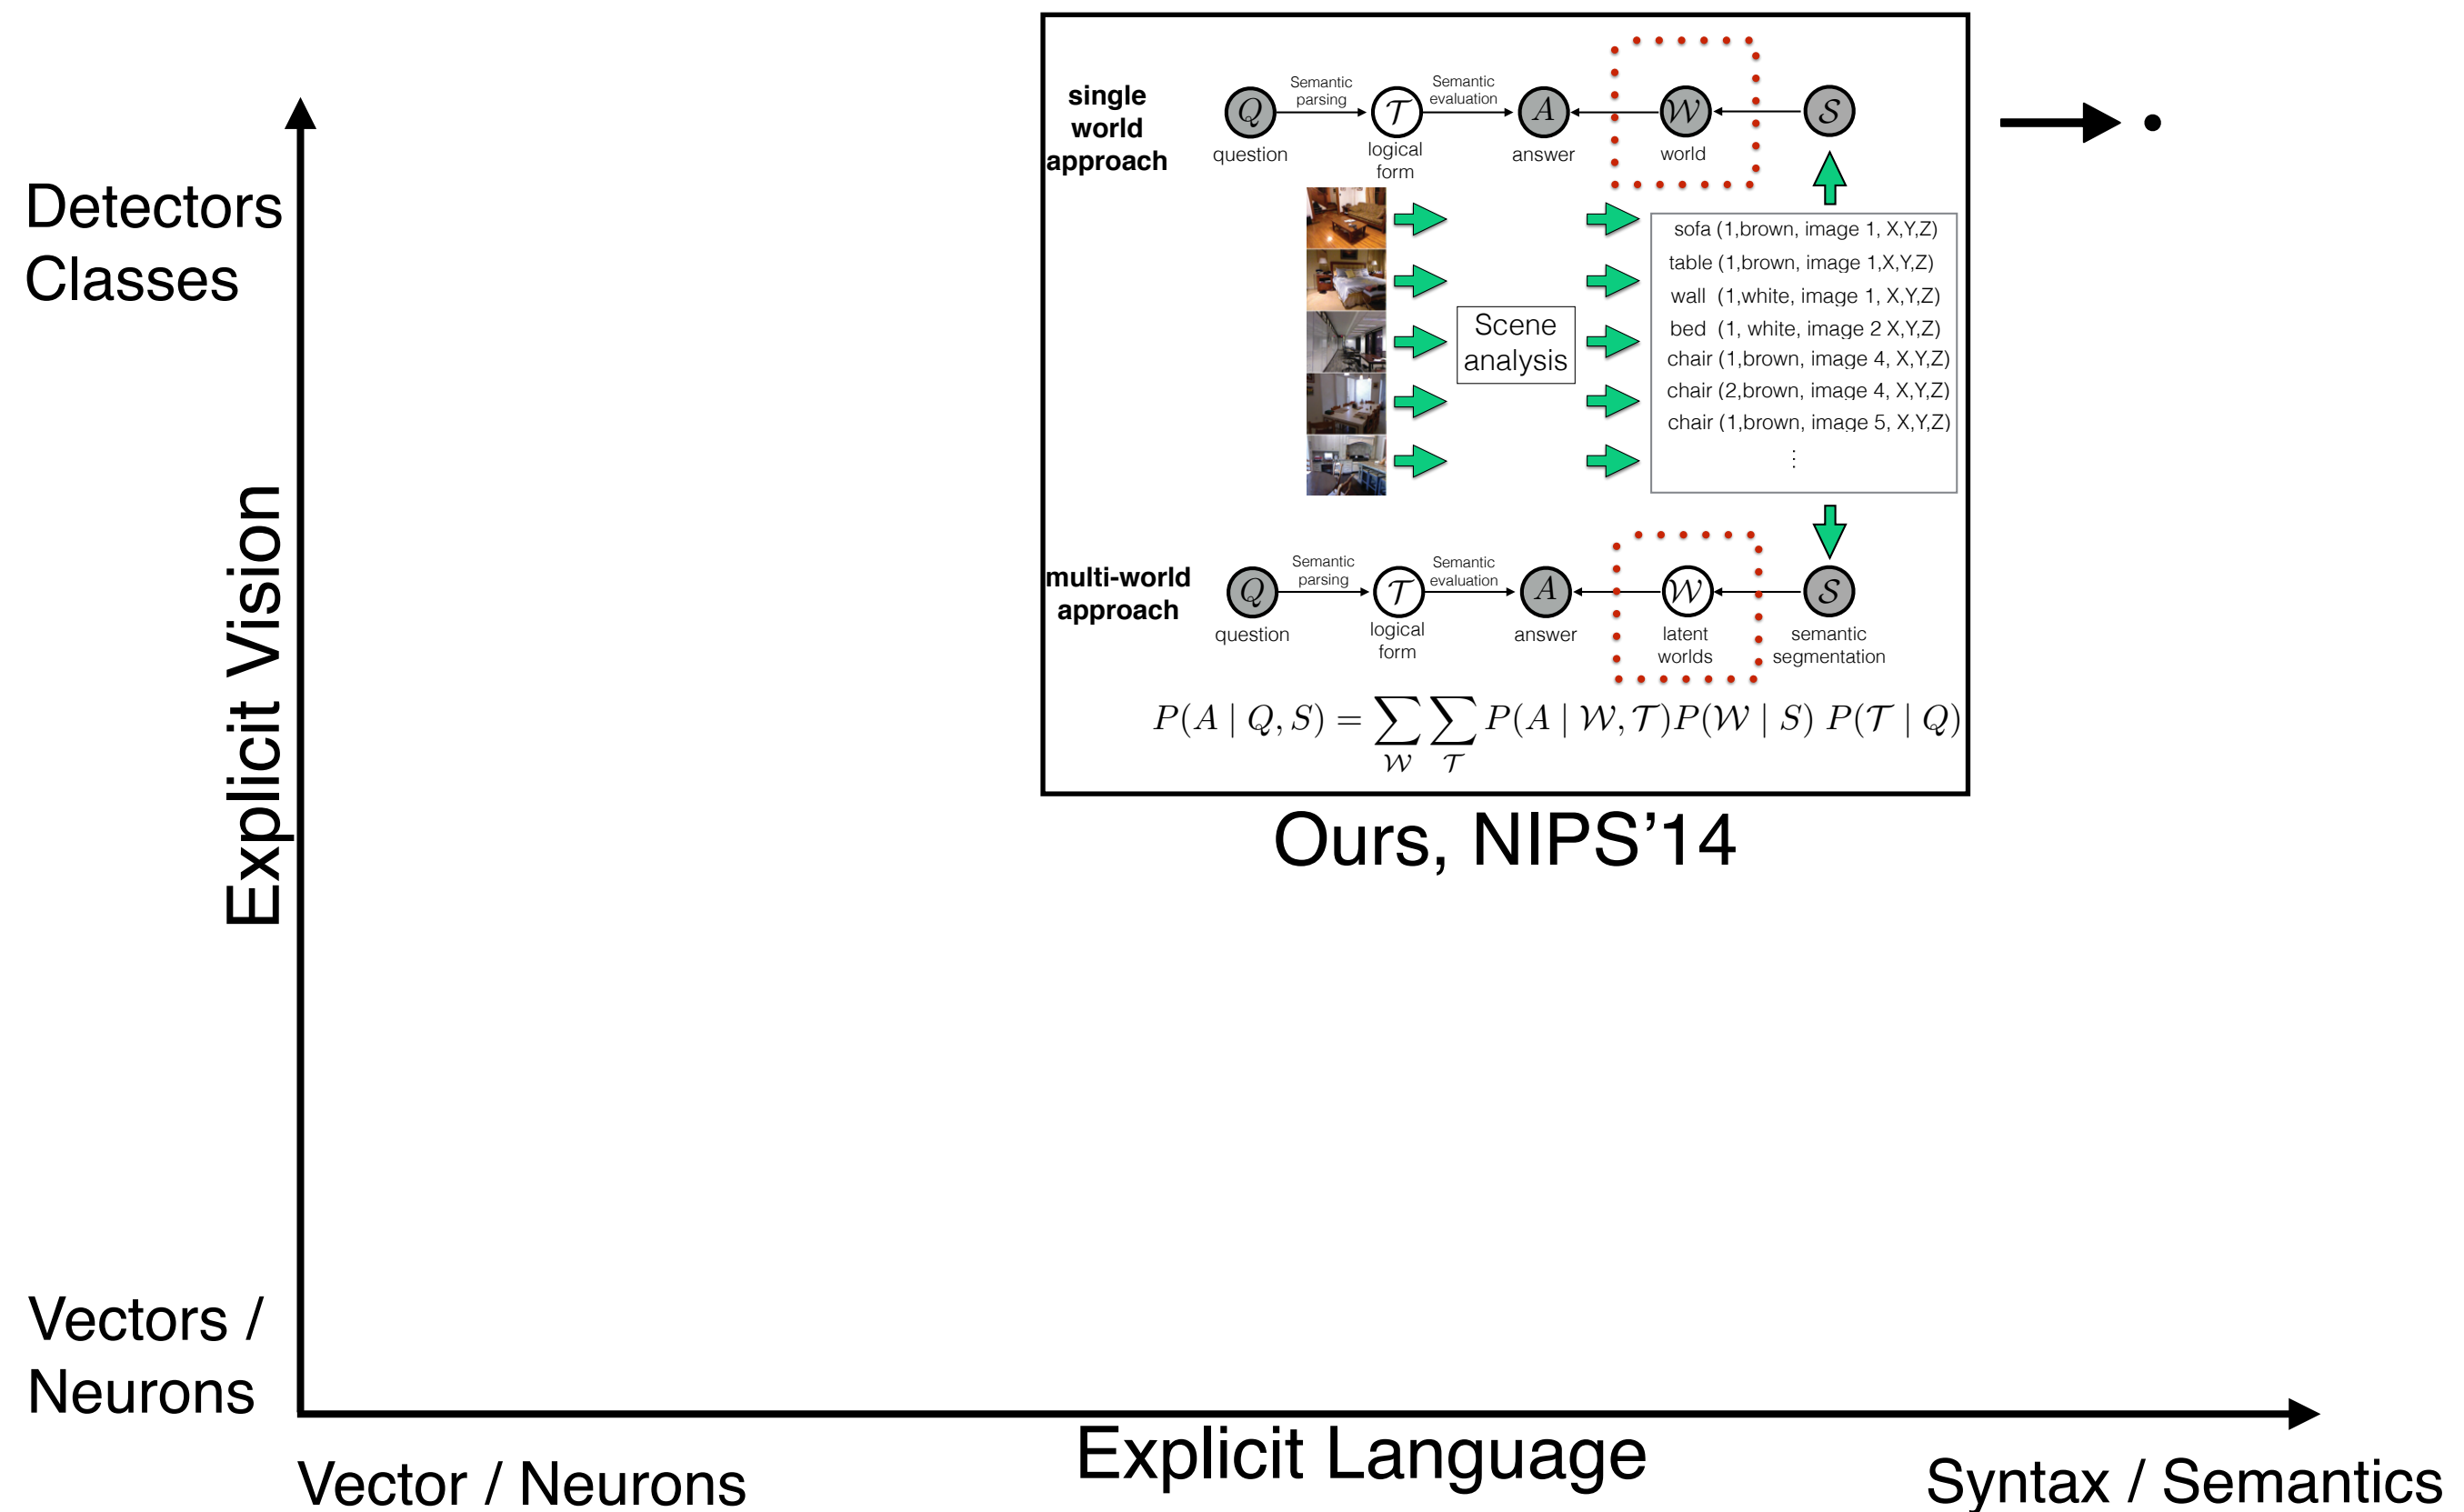 Detectors
Classes
Explicit Vision
Vectors /
Neurons
single
world
approach
Q
Semantic
parsing
T
Semantic
evaluation
A
W
S
question
logical
form
answer
world
Scene
analysis
sofa (1,brown, image 1, X,Y,Z)
table (1,brown, image 1,X,Y,Z)
wall (1,white, image 1, X,Y,Z)
bed (1, white, image 2 X,Y,Z)
chair (1,brown, image 4, X,Y,Z)
chair (2,brown, image 4, X,Y,Z)
chair (1,brown, image 5, X,Y,Z)
⋮
multi-world
approach
Q
Semantic
parsing
T
Semantic
evaluation
A
W
S
question
logical
form
answer
latent
worlds
semantic
segmentation
P(A | Q, S) = ∑_W ∑_T P(A | W, T)P(W | S) P(T | Q)
Ours, NIPS'14
Explicit Language
Vector / Neurons
Syntax / Semantics